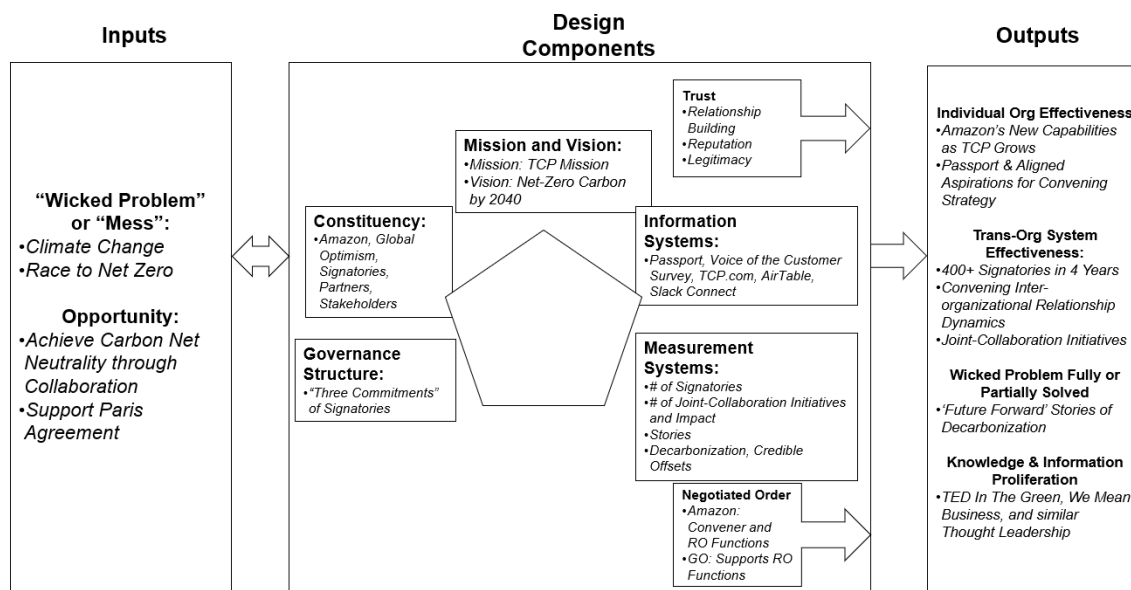 Inputs
Design
Components
Outputs
“Wicked Problem”
or “Mess”:
•Climate Change
•Race to Net Zero
Opportunity:
•Achieve Carbon Net
Neutrality through
Collaboration
•Support Paris
Agreement
Trust
•Relationship
Building
•Reputation
•Legitimacy
Mission and Vision:
•Mission: TCP Mission
•Vision: Net-Zero Carbon
by 2040
Constituency:
•Amazon, Global
Optimism,
Signatories,
Partners,
Stakeholders
Information
Systems:
•Passport, Voice of the Customer
Survey, TCP.com, AirTable,
Slack Connect
Governance
Structure:
•“Three Commitments”
of Signatories
Measurement
Systems:
•# of Signatories
•# of Joint-Collaboration Initiatives
and Impact
•Stories
•Decarbonization, Credible
Offsets
Negotiated Order
•Amazon:
Convener and
RO Functions
•GO: Supports RO
Functions
Individual Org Effectiveness
•Amazon’s New Capabilities
as TCP Grows
•Passport & Aligned
Aspirations for Convening
Strategy
Trans-Org System
Effectiveness:
•400+ Signatories in 4 Years
•Convening Inter-
organizational Relationship
Dynamics
•Joint-Collaboration Initiatives
Wicked Problem Fully or
Partially Solved
•‘Future Forward’ Stories of
Decarbonization
Knowledge & Information
Proliferation
•TED In The Green, We Mean
Business, and similar
Thought Leadership